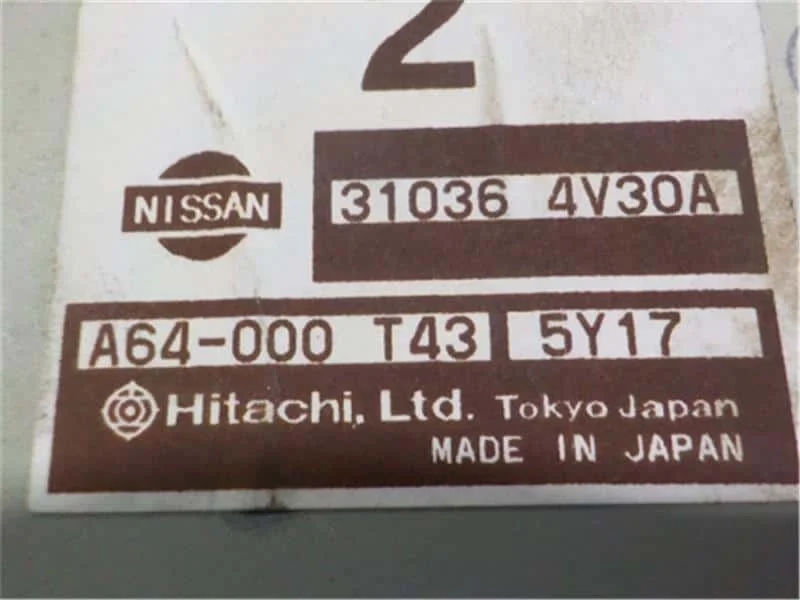 2
NISSAN
31036 4V30A
A64-000 T43 5Y17
Hitachi, Ltd. Tokyo Japan
MADE IN JAPAN